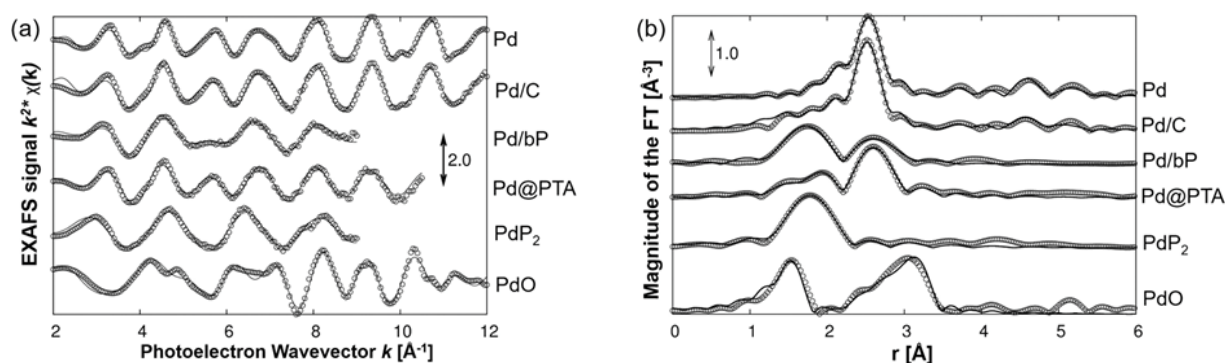 (a)
EXAFS signal k²* χ(k)
Pd
Pd/C
Pd/bP
2.0
Pd@PTA
PdP₂
PdO
2 4 6 8 10 12
Photoelectron Wavevector k [Å⁻¹]
(b)
Magnitude of the FT [Å⁻³]
1.0
Pd
Pd/C
Pd/bP
Pd@PTA
PdP₂
PdO
0 1 2 3 4 5 6
r [Å]